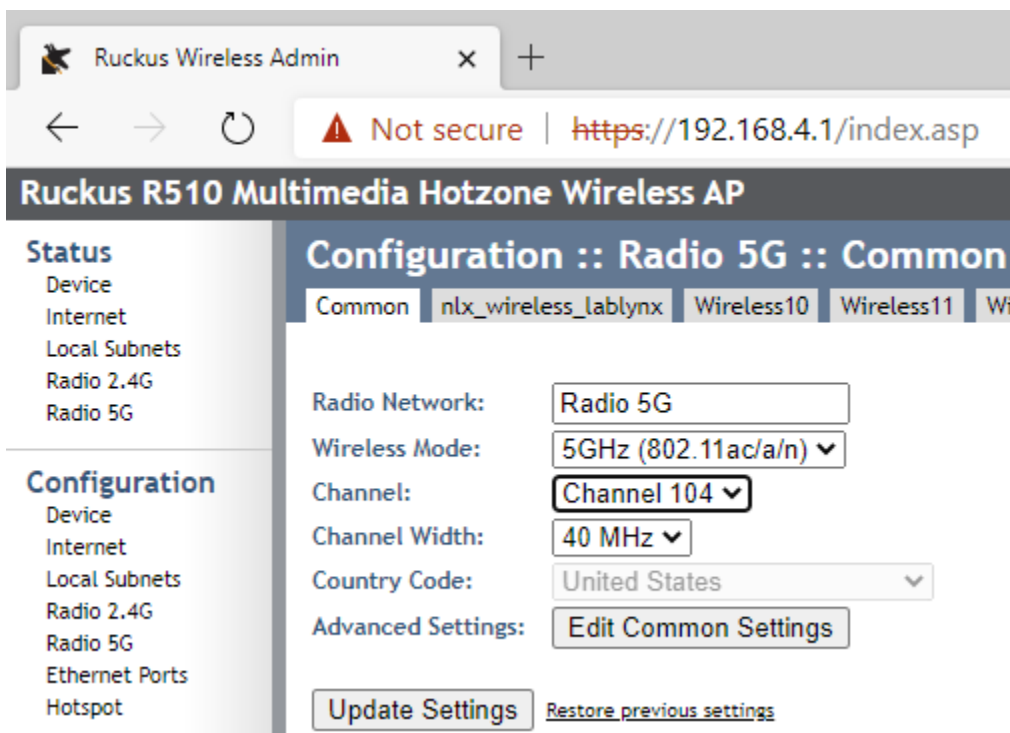 Ruckus Wireless Admin
Not secure | https://192.168.4.1/index.asp
Ruckus R510 Multimedia Hotzone Wireless AP
Status
Device
Internet
Local Subnets
Radio 2.4G
Radio 5G
Configuration
Device
Internet
Local Subnets
Radio 2.4G
Radio 5G
Ethernet Ports
Hotspot
Configuration :: Radio 5G :: Common
Common nlx_wireless_lablynx Wireless10 Wireless11 Wi
Radio Network: Radio 5G
Wireless Mode: 5GHz (802.11ac/a/n)
Channel: Channel 104
Channel Width: 40 MHz
Country Code: United States
Advanced Settings: Edit Common Settings
Update Settings Restore previous settings